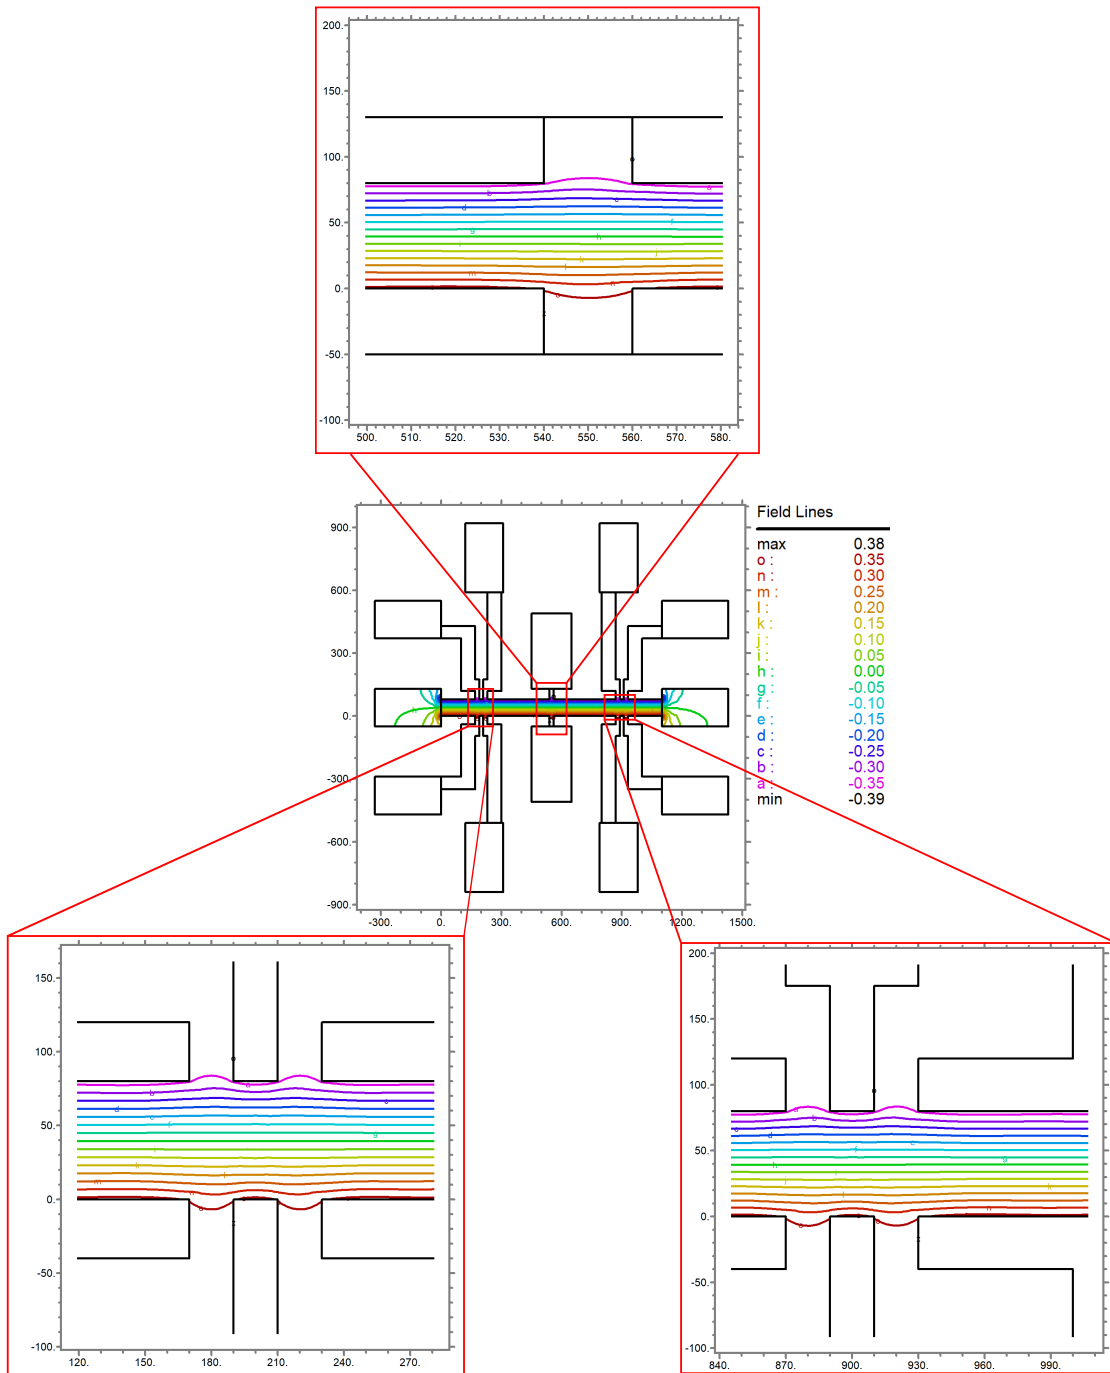 200.
150.
100.
50.
0.
-50.
-100.
500. 510. 520. 530. 540. 550. 560. 570. 580.
o
a
b
c
d
f
g
h
i
j
k
l
m
n
o
x
900.
600.
300.
0.
-300.
-600.
-900.
-300. 0. 300. 600. 900. 1200. 1500.
Field Lines
max 0.38
o : 0.35
n : 0.30
m : 0.25
l : 0.20
k : 0.15
j : 0.10
i : 0.05
h : 0.00
g : -0.05
f : -0.10
e : -0.15
d : -0.20
c : -0.25
b : -0.30
a : -0.35
min -0.39
150.
100.
50.
0.
-50.
-100.
120. 150. 180. 210. 240. 270.
200.
150.
100.
50.
0.
-50.
-100.
840. 870. 900. 930. 960. 990.